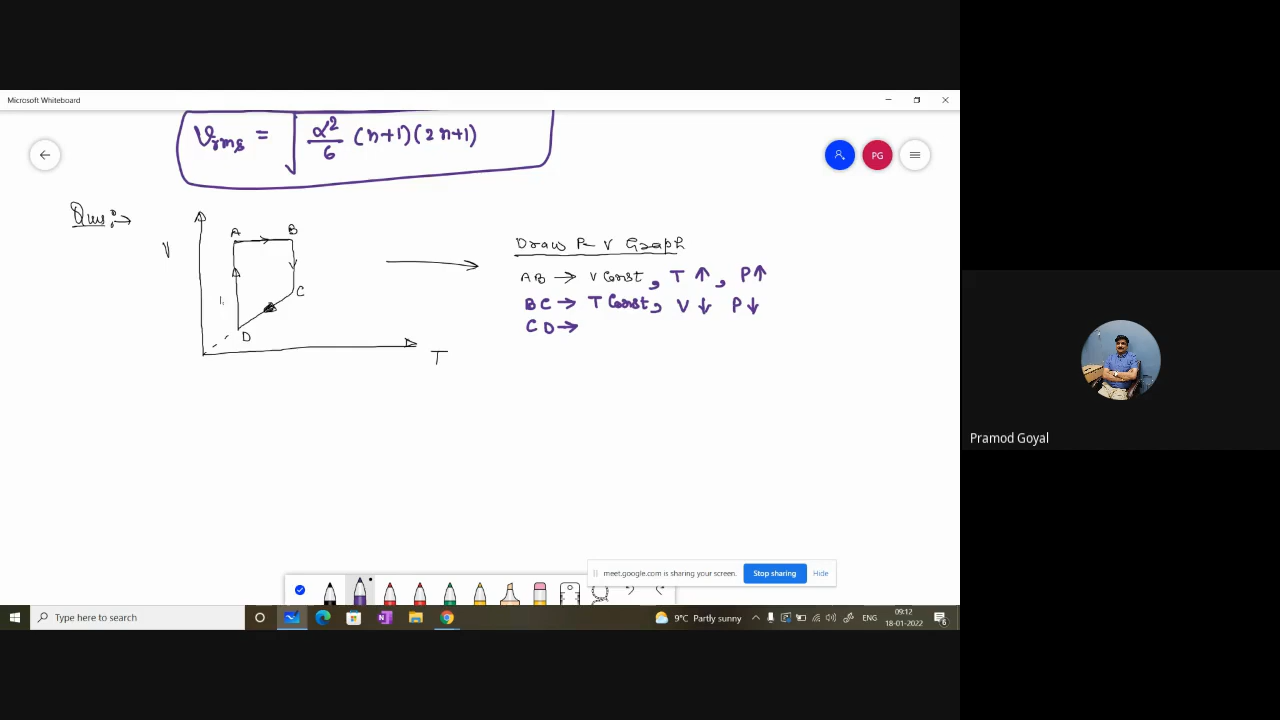 Microsoft Whiteboard
Vrms = √ α²/6 (n+1)(2n+1)
PG
Ques:→
V
A
B
C
D
T
Draw P-V Graph
AB → V Const, T ↑, P↑
BC → T Const, V ↓ P ↓
CD →
Pramod Goyal
meet.google.com is sharing your screen.
Stop sharing
Hide
Type here to search
9°C Partly sunny
ENG
09:12
18-01-2022
6